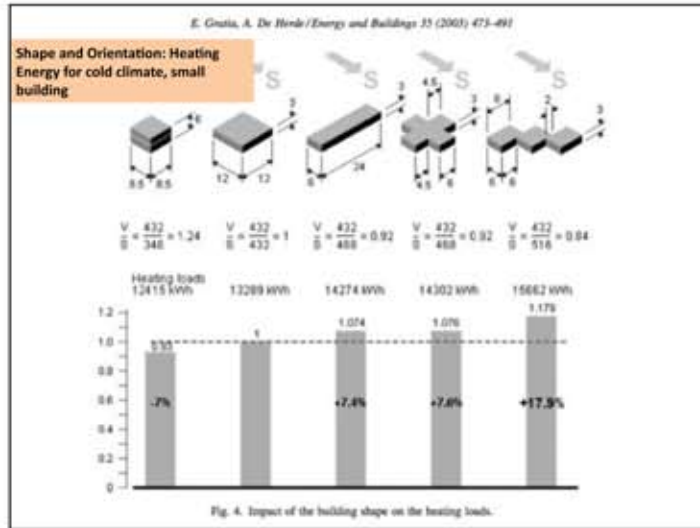 E. Gratia, A. De Herde / Energy and Buildings 35 (2003) 473–491
Shape and Orientation: Heating
Energy for cold climate, small
building
S S S S
6 3 3 4.5 3 6 2 3
8.5 8.5 12 12 6 24 4.5 6 6 6
V/S = 432/348 = 1.24 V/S = 432/432 = 1 V/S = 432/468 = 0.92 V/S = 432/468 = 0.92 V/S = 432/516 = 0.84
Heating loads
12415 kWh 13289 kWh 14274 kWh 14302 kWh 15662 kWh
1.2
1.0
0.8
0.6
0.4
0.2
0
0.93 1 1.074 1.076 1.179
-7% +7.4% +7.6% +17.9%
Fig. 4. Impact of the building shape on the heating loads.